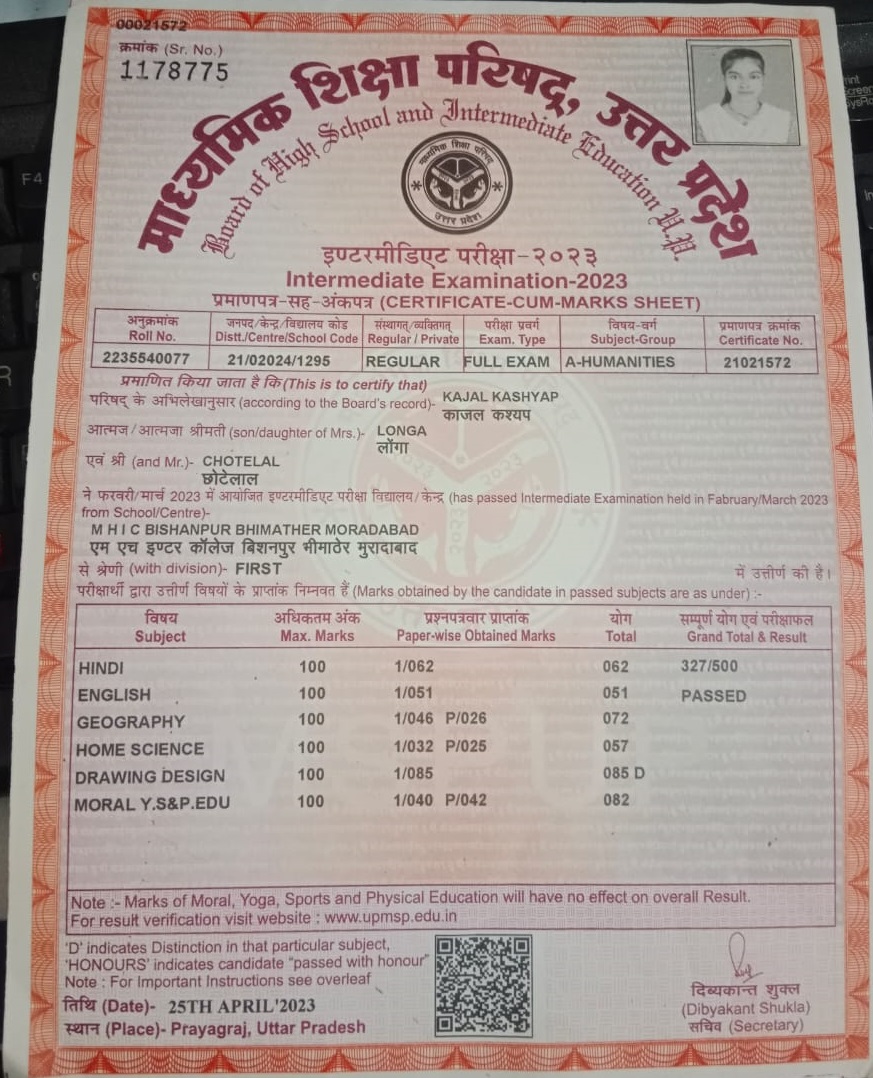 00021572
क्रमांक (Sr. No.)
1178775
माध्यमिक शिक्षा परिषद्, उत्तर प्रदेश
Board of High School and Intermediate Education U.P.
माध्यमिक शिक्षा परिषद्
उत्तर प्रदेश
इण्टरमीडिएट परीक्षा-२०२३
Intermediate Examination-2023
प्रमाणपत्र-सह-अंकपत्र (CERTIFICATE-CUM-MARKS SHEET)
अनुक्रमांक जनपद/केन्द्र/विद्यालय कोड संस्थागत/व्यक्तिगत परीक्षा प्रवर्ग विषय-वर्ग प्रमाणपत्र क्रमांक
Roll No. Distt./Centre/School Code Regular / Private Exam. Type Subject-Group Certificate No.
2235540077 21/02024/1295 REGULAR FULL EXAM A-HUMANITIES 21021572
प्रमाणित किया जाता है कि (This is to certify that)
परिषद् के अभिलेखानुसार (according to the Board's record)- KAJAL KASHYAP
काजल कश्यप
आत्मज/आत्मजा श्रीमती (son/daughter of Mrs.)- LONGA
लोंगा
एवं श्री (and Mr.)- CHOTELAL
छोटेलाल
ने फरवरी/मार्च 2023 में आयोजित इण्टरमीडिएट परीक्षा विद्यालय/केन्द्र (has passed Intermediate Examination held in Fabruary/March 2023
from School/Centre)-
M H I C BISHANPUR BHIMATHER MORADABAD
एम एच इण्टर कॉलेज बिशनपुर भीमाठेर मुरादाबाद
से श्रेणी (with division)- FIRST में उत्तीर्ण की है।
परीक्षार्थी द्वारा उत्तीर्ण विषयों के प्राप्तांक निम्नवत हैं (Marks obtained by the candidate in passed subjects are as under) :-
विषय अधिकतम अंक प्रश्नपत्रवार प्राप्तांक योग सम्पूर्ण योग एवं परीक्षाफल
Subject Max. Marks Paper-wise Obtained Marks Total Grand Total & Result
HINDI 100 1/062 062 327/500
ENGLISH 100 1/051 051 PASSED
GEOGRAPHY 100 1/046 P/026 072
HOME SCIENCE 100 1/032 P/025 057
DRAWING DESIGN 100 1/085 085 D
MORAL Y.S&P.EDU 100 1/040 P/042 082
Note :- Marks of Moral, Yoga, Sports and Physical Education will have no effect on overall Result.
For result verification visit website : www.upmsp.edu.in
'D' indicates Distinction in that particular subject,
'HONOURS' indicates candidate "passed with honour"
Note : For Important Instructions see overleaf
तिथि (Date)- 25TH APRIL'2023
स्थान (Place)- Prayagraj, Uttar Pradesh
दिब्यकान्त शुक्ल
(Dibyakant Shukla)
सचिव (Secretary)
F4